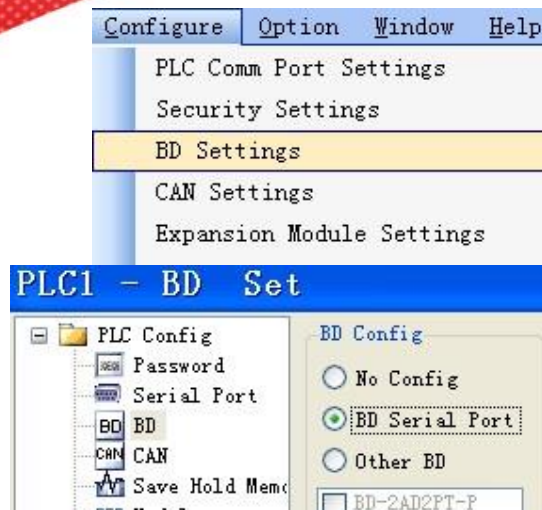 Configure Option Window Help
PLC Comm Port Settings
Security Settings
BD Settings
CAN Settings
Expansion Module Settings
PLC1 - BD Set
PLC Config
Password
Serial Port
BD BD
CAN CAN
Save Hold Memo
BD Config
No Config
BD Serial Port
Other BD
BD-2AD2PT-P